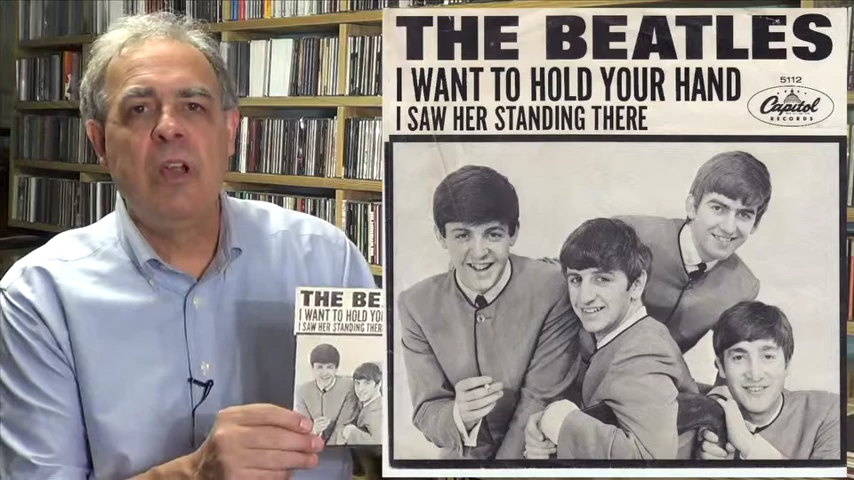 THE BEATLES
I WANT TO HOLD YOUR HAND
I SAW HER STANDING THERE
5112
Capitol
RECORDS
THE BE
I WANT TO HOLD YO
I SAW HER STANDING THER